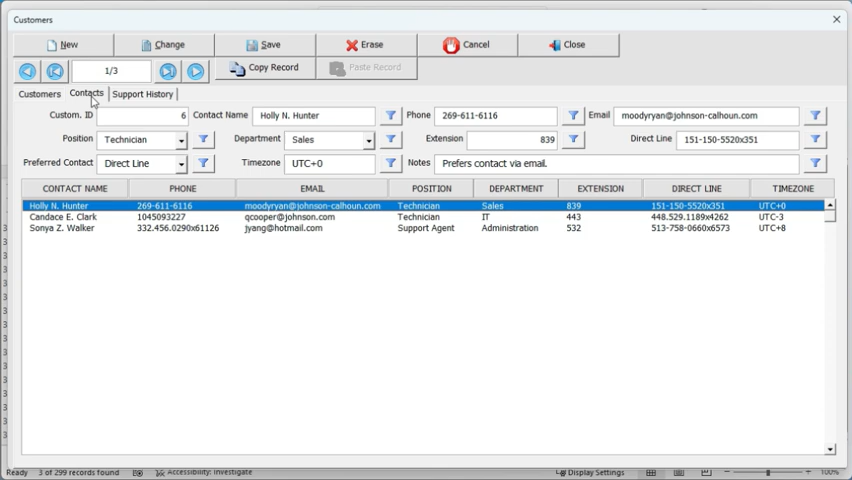 Customers
New Change Save Erase Cancel Close
1/3 Copy Record Paste Record
Customers Contacts Support History
Custom. ID 6 Contact Name Holly N. Hunter Phone 269-611-6116 Email moodyryan@johnson-calhoun.com
Position Technician Department Sales Extension 839 Direct Line 151-150-5520x351
Preferred Contact Direct Line Timezone UTC+0 Notes Prefers contact via email.
CONTACT NAME PHONE EMAIL POSITION DEPARTMENT EXTENSION DIRECT LINE TIMEZONE
Holly N. Hunter 269-611-6116 moodyryan@johnson-calhoun.com Technician Sales 839 151-150-5520x351 UTC+0
Candace E. Clark 1045093227 qcooper@johnson.com Technician IT 443 448.529.1189x4262 UTC-3
Sonya Z. Walker 332.456.0290x61126 jyang@hotmail.com Support Agent Administration 532 513-758-0660x6573 UTC+8
Ready 3 of 299 records found Accessibility: Investigate Display Settings 100%